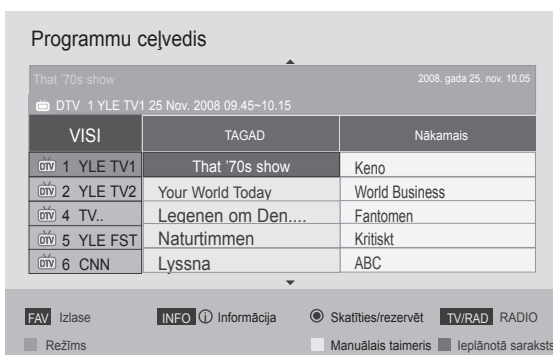 Programmu ceļvedis
That '70s show 2008. gada 25. nov. 10.05
DTV 1 YLE TV1 25 Nov. 2008 09.45~10.15
VISI TAGAD Nākamais
DTV 1 YLE TV1 That '70s show Keno
DTV 2 YLE TV2 Your World Today World Business
DTV 4 TV.. Legenen om Den.... Fantomen
DTV 5 YLE FST Naturtimmen Kritiskt
DTV 6 CNN Lyssna ABC
FAV Izlase INFO i Informācija Skatīties/rezervēt TV/RAD RADIO
Režīms Manuālais taimeris Ieplānotā saraksts